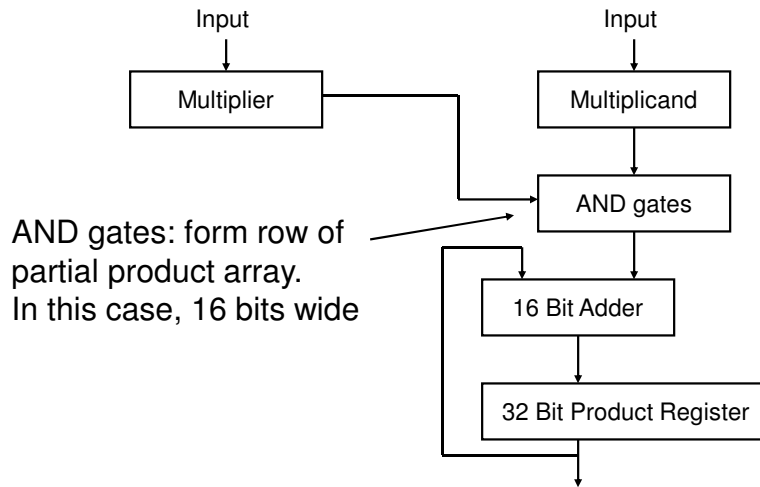 Input
Input
Multiplier
Multiplicand
AND gates
AND gates: form row of
partial product array.
In this case, 16 bits wide
16 Bit Adder
32 Bit Product Register